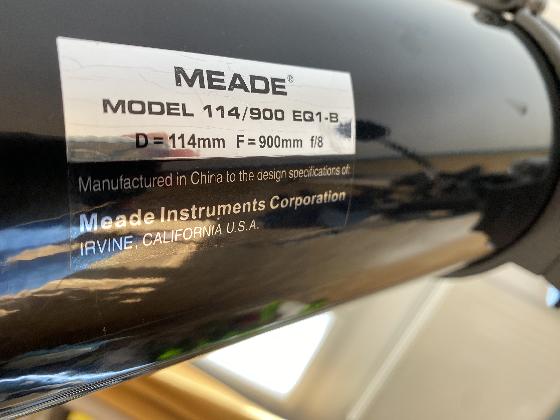 MEADE®
MODEL 114/900 EQ1-B
D = 114mm F = 900mm f/8
Manufactured in China to the design specifications of:
Meade Instruments Corporation
IRVINE, CALIFORNIA U.S.A.